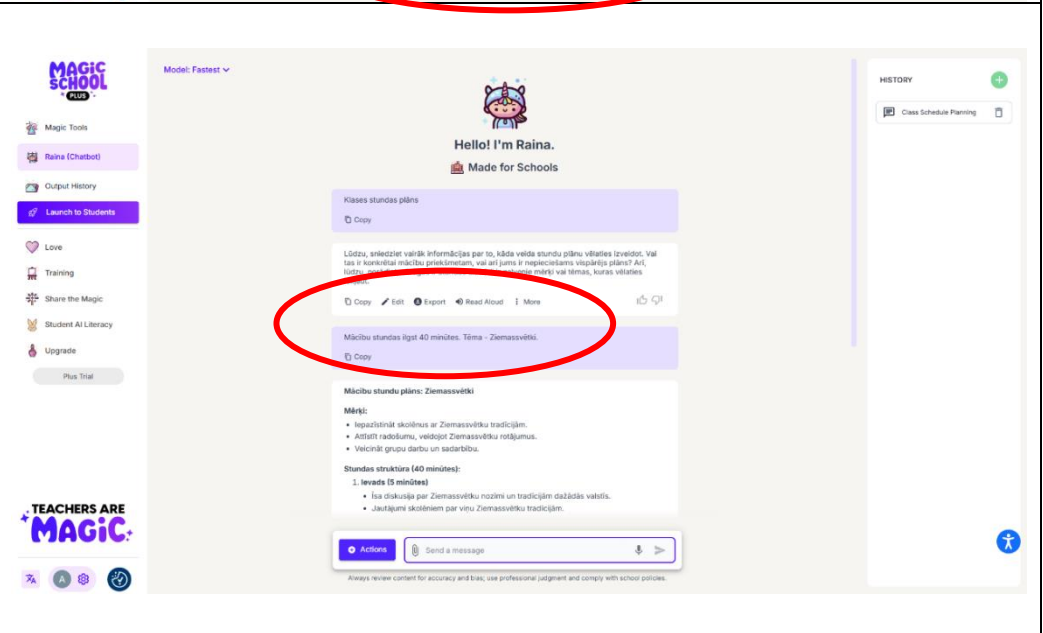 MAGIC
SCHOOL
PLUS
Magic Tools
Raina (Chatbot)
Output History
Launch to Students
Love
Training
Share the Magic
Student AI Literacy
Upgrade
Plus Trial
TEACHERS ARE
MAGIC
A
Model: Fastest
Hello! I'm Raina.
Made for Schools
Klases stundas plāns
Copy
Lūdzu, sniedziet vairāk informācijas par to, kāda veida stundu plānu vēlaties izveidot. Vai
tas ir konkrētai mācību priekšmetam, vai arī jums ir nepieciešams vispārējs plāns? Arī,
lūdzu, mērķi vai tēmas, kuras vēlaties
Copy Edit Export Read Aloud More
Mācību stundas ilgst 40 minūtes. Tēma - Ziemassvētki.
Copy
Mācību stundu plāns: Ziemassvētki
Mērķi:
Iepazīstināt skolēnus ar Ziemassvētku tradīcijām.
Attīstīt radošumu, veidojot Ziemassvētku rotājumus.
Veicināt grupu darbu un sadarbību.
Stundas struktūra (40 minūtes):
1. Ievads (5 minūtes)
Īsa diskusija par Ziemassvētku nozīmi un tradīcijām dažādās valstīs.
Jautājumi skolēniem par viņu Ziemassvētku tradīcijām.
Actions
Send a message
Always review content for accuracy and bias; use professional judgment and comply with school policies.
HISTORY
Class Schedule Planning